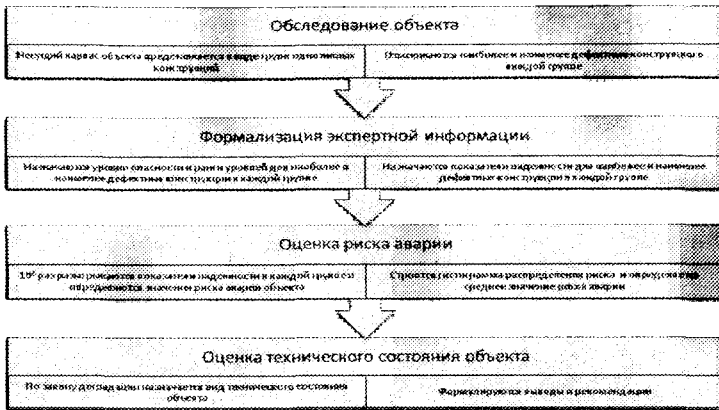 Обследование объекта
Несущий каркас объекта представляется в виде групп однотипных
конструкций
Отыскиваются наиболее и наименее дефектные конструкции в
каждой группе
Формализация экспертной информации
Назначаются уровни опасности и ранги уровней для наиболее и
наименее дефектных конструкций в каждой группе
Назначаются показатели надежности для наиболее и наименее
дефектных конструкций в каждой группе
Оценка риска аварии
раз разыгрываются показатели надежности в каждой группе и
определяются значения риска аварии объекта
Строится гистограмма распределения риска и определяется
среднее значение риска аварии
Оценка технического состояния объекта
По закону деградации назначается вид технического состояния
объекта
Формулируются выводы и рекомендации